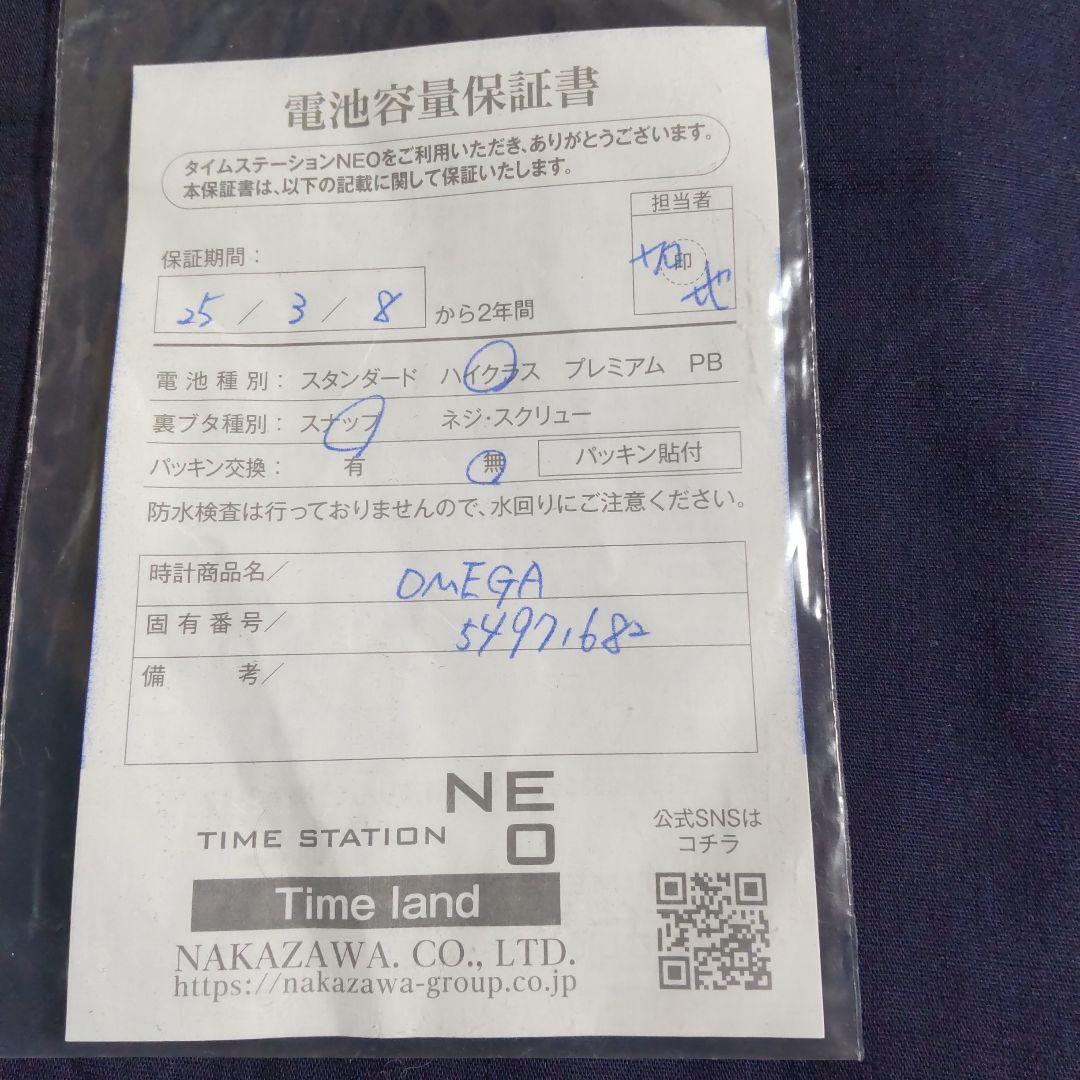 電池容量保証書
タイムステーションNEOをご利用いただき、ありがとうございます。
本保証書は、以下の記載に関して保証いたします。
担当者
印
保証期間：
25 / 3 / 8 から2年間
電池種別： スタンダード ハイクラス プレミアム PB
裏ブタ種別： スナップ ネジ・スクリュー
パッキン交換： 有 無 パッキン貼付
防水検査は行っておりませんので、水回りにご注意ください。
時計商品名／ OMEGA
固有番号／ 54971682
備考／
TIME STATION NEO
Time land
NAKAZAWA. CO., LTD.
https://nakazawa-group.co.jp
公式SNSは
コチラ